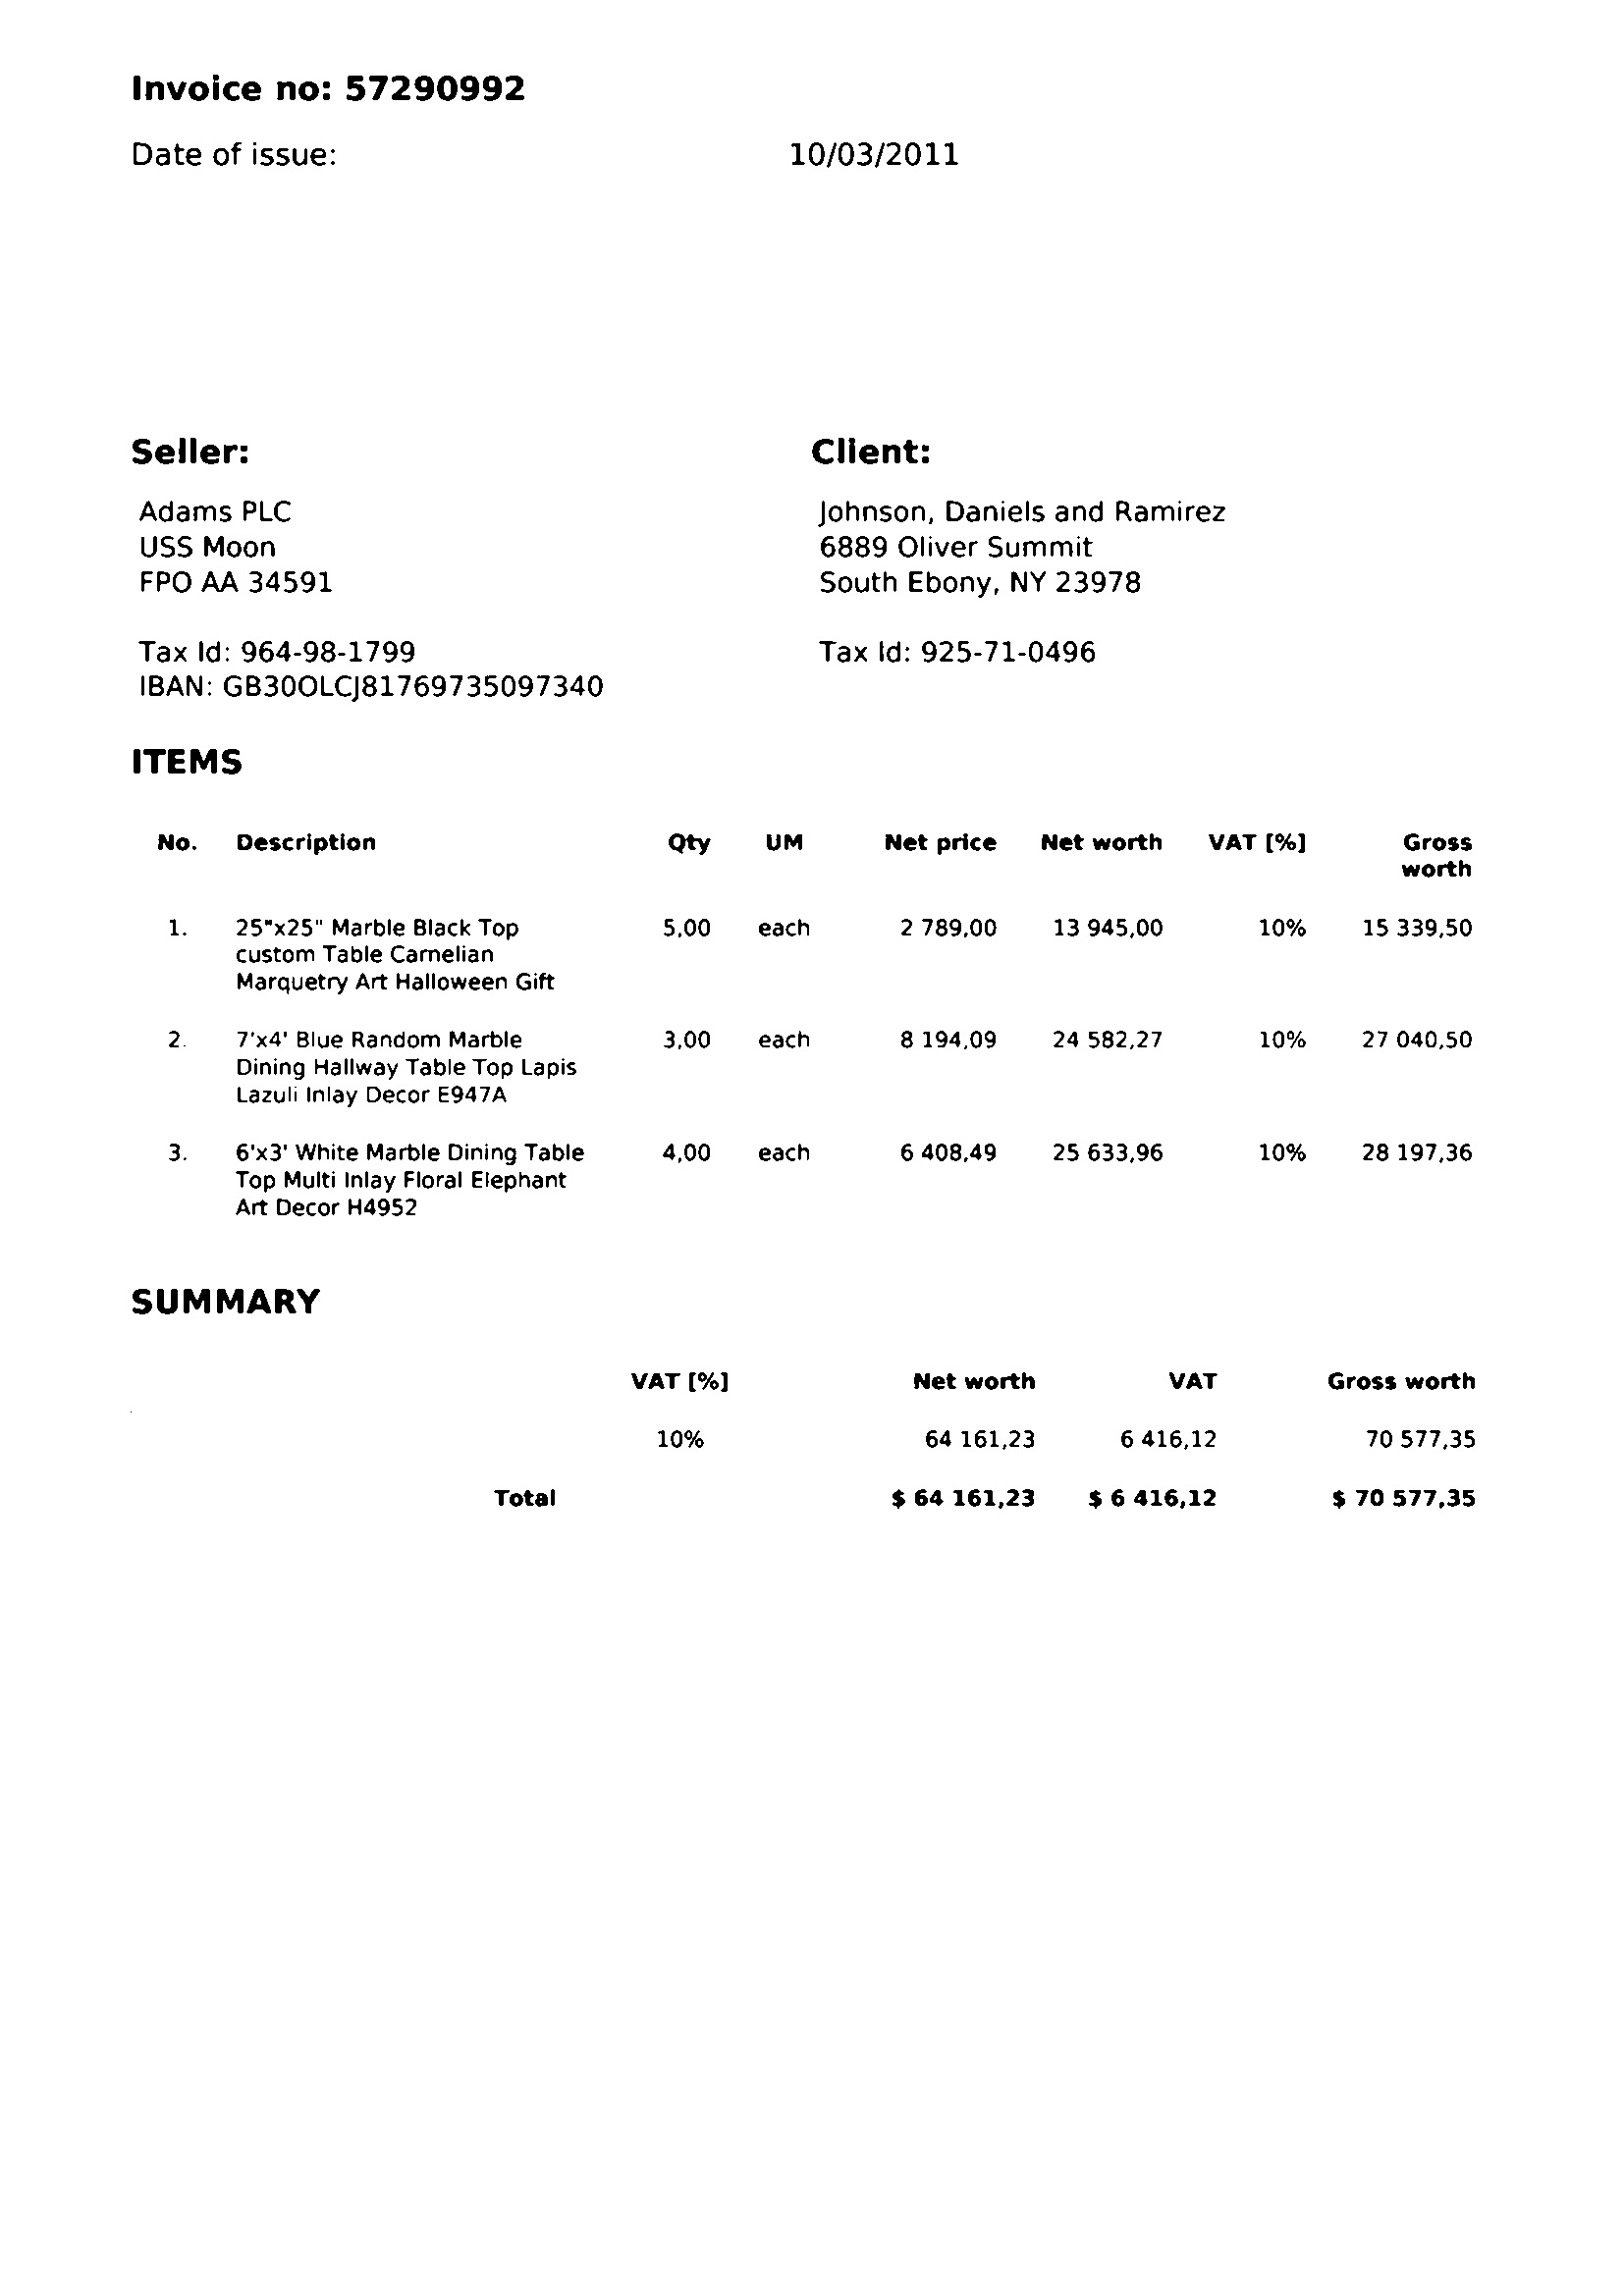 Invoice no: 57290992
Date of issue: 10/03/2011
Seller: Client:
Adams PLC Johnson, Daniels and Ramirez
USS Moon 6889 Oliver Summit
FPO AA 34591 South Ebony, NY 23978
Tax Id: 964-98-1799 Tax Id: 925-71-0496
IBAN: GB30OLCJ81769735097340
ITEMS
No. Description Qty UM Net price Net worth VAT [%] Gross
worth
1. 25"x25" Marble Black Top 5,00 each 2 789,00 13 945,00 10% 15 339,50
custom Table Carnelian
Marquetry Art Halloween Gift
2. 7'x4' Blue Random Marble 3,00 each 8 194,09 24 582,27 10% 27 040,50
Dining Hallway Table Top Lapis
Lazuli Inlay Decor E947A
3. 6'x3' White Marble Dining Table 4,00 each 6 408,49 25 633,96 10% 28 197,36
Top Multi Inlay Floral Elephant
Art Decor H4952
SUMMARY
VAT [%] Net worth VAT Gross worth
10% 64 161,23 6 416,12 70 577,35
Total $ 64 161,23 $ 6 416,12 $ 70 577,35